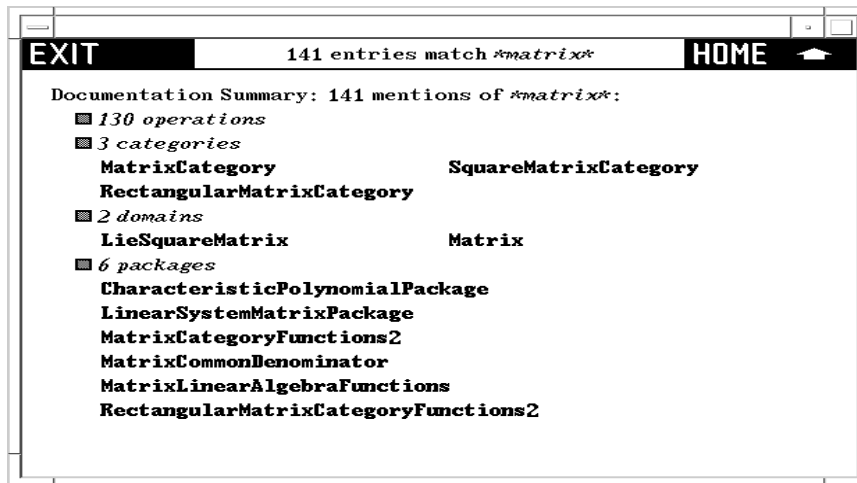 EXIT 141 entries match *matrix* HOME
Documentation Summary: 141 mentions of *matrix*:
130 operations
3 categories
MatrixCategory SquareMatrixCategory
RectangularMatrixCategory
2 domains
LieSquareMatrix Matrix
6 packages
CharacteristicPolynomialPackage
LinearSystemMatrixPackage
MatrixCategoryFunctions2
MatrixCommonDenominator
MatrixLinearAlgebraFunctions
RectangularMatrixCategoryFunctions2